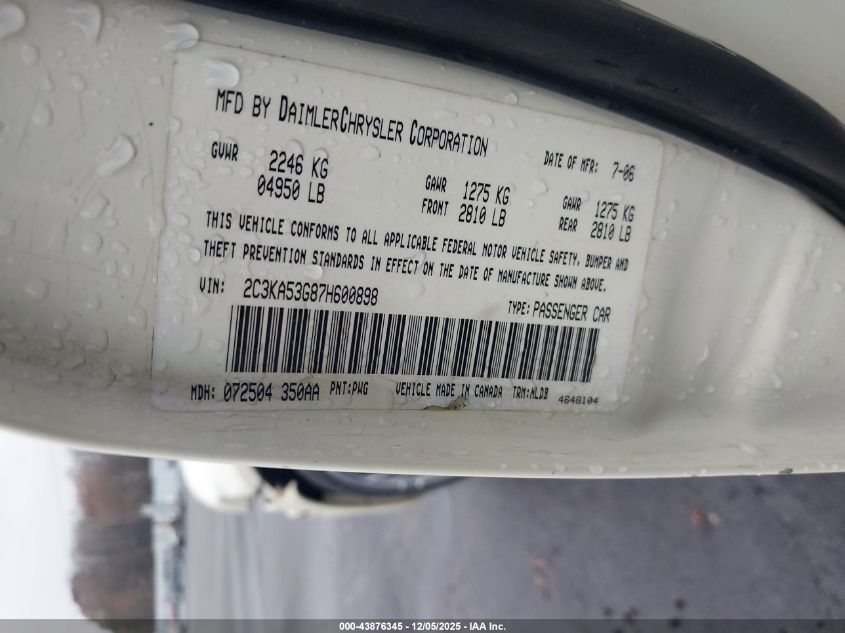 MFD BY DAIMLERCHRYSLER CORPORATION
DATE OF MFR: 7-06
GVWR 2246 KG
04950 LB
GAWR FRONT 1275 KG
2810 LB
GAWR REAR 1275 KG
2810 LB
THIS VEHICLE CONFORMS TO ALL APPLICABLE FEDERAL MOTOR VEHICLE SAFETY, BUMPER AND
THEFT PREVENTION STANDARDS IN EFFECT ON THE DATE OF MANUFACTURE SHOWN ABOVE.
VIN: 2C3KA53G87H600898
TYPE: PASSENGER CAR
MDH: 072504 350AA PNT:PWG VEHICLE MADE IN CANADA TRM:MLDB
4648104
000-43876345 - 12/05/2025 - IAA Inc.